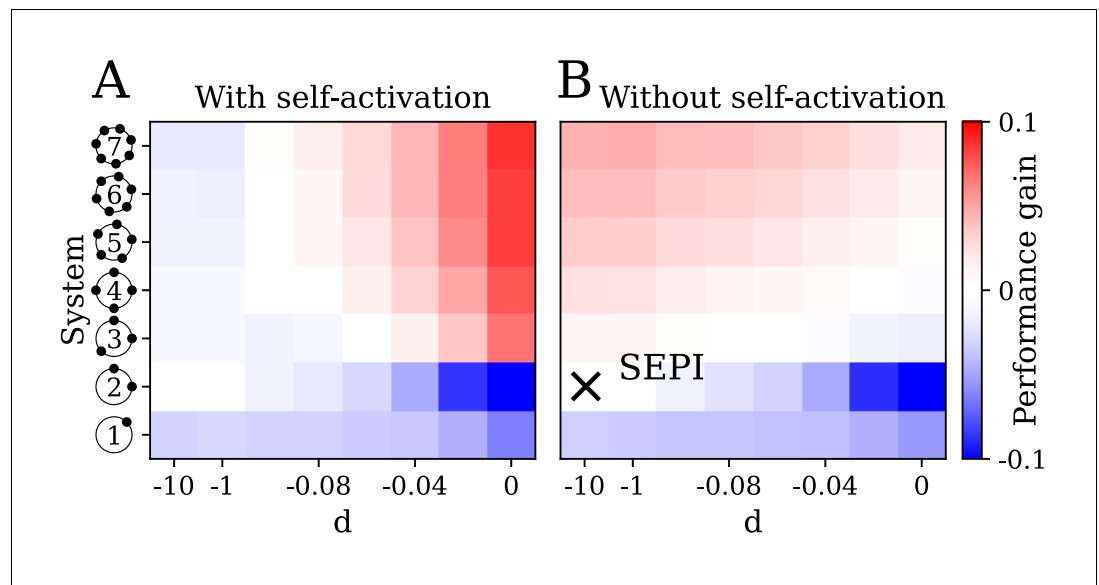 A
With self-activation
B
Without self-activation
System
7
6
5
4
3
2
1
-10 -1 -0.08 -0.04 0
d
SEPI
-10 -1 -0.08 -0.04 0
d
0.1
0
-0.1
Performance gain